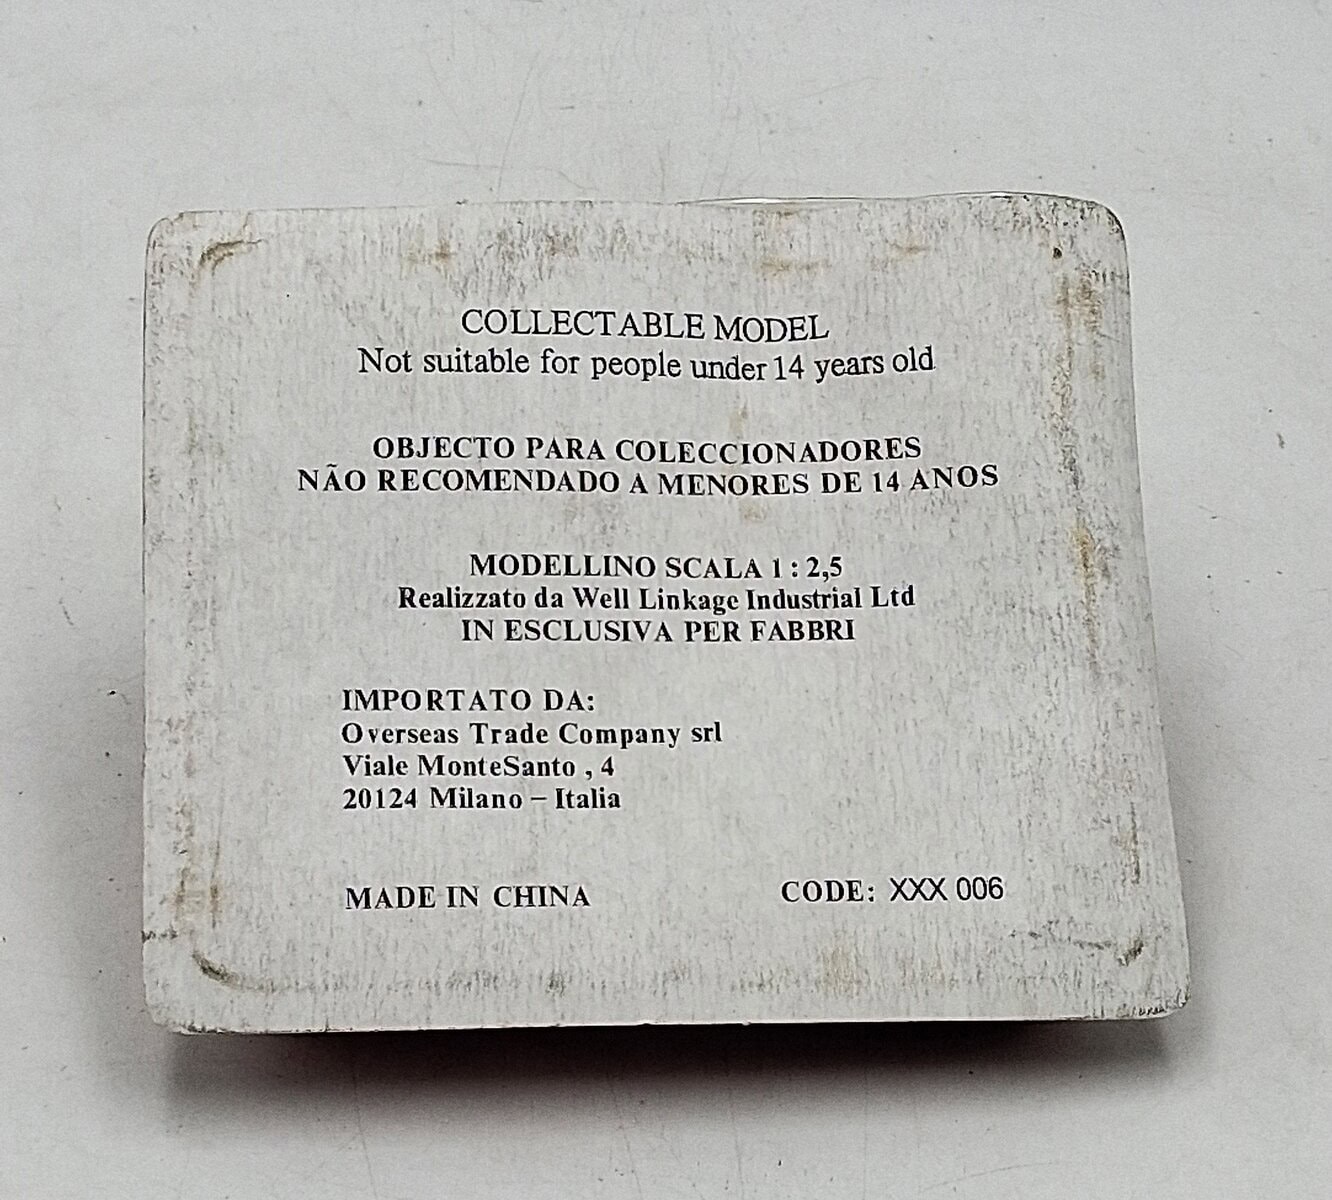 COLLECTABLE MODEL
Not suitable for people under 14 years old
OBJECTO PARA COLECCIONADORES
NÃO RECOMENDADO A MENORES DE 14 ANOS
MODELLINO SCALA 1 : 2,5
Realizzato da Well Linkage Industrial Ltd
IN ESCLUSIVA PER FABBRI
IMPORTATO DA:
Overseas Trade Company srl
Viale MonteSanto , 4
20124 Milano – Italia
MADE IN CHINA
CODE: XXX 006